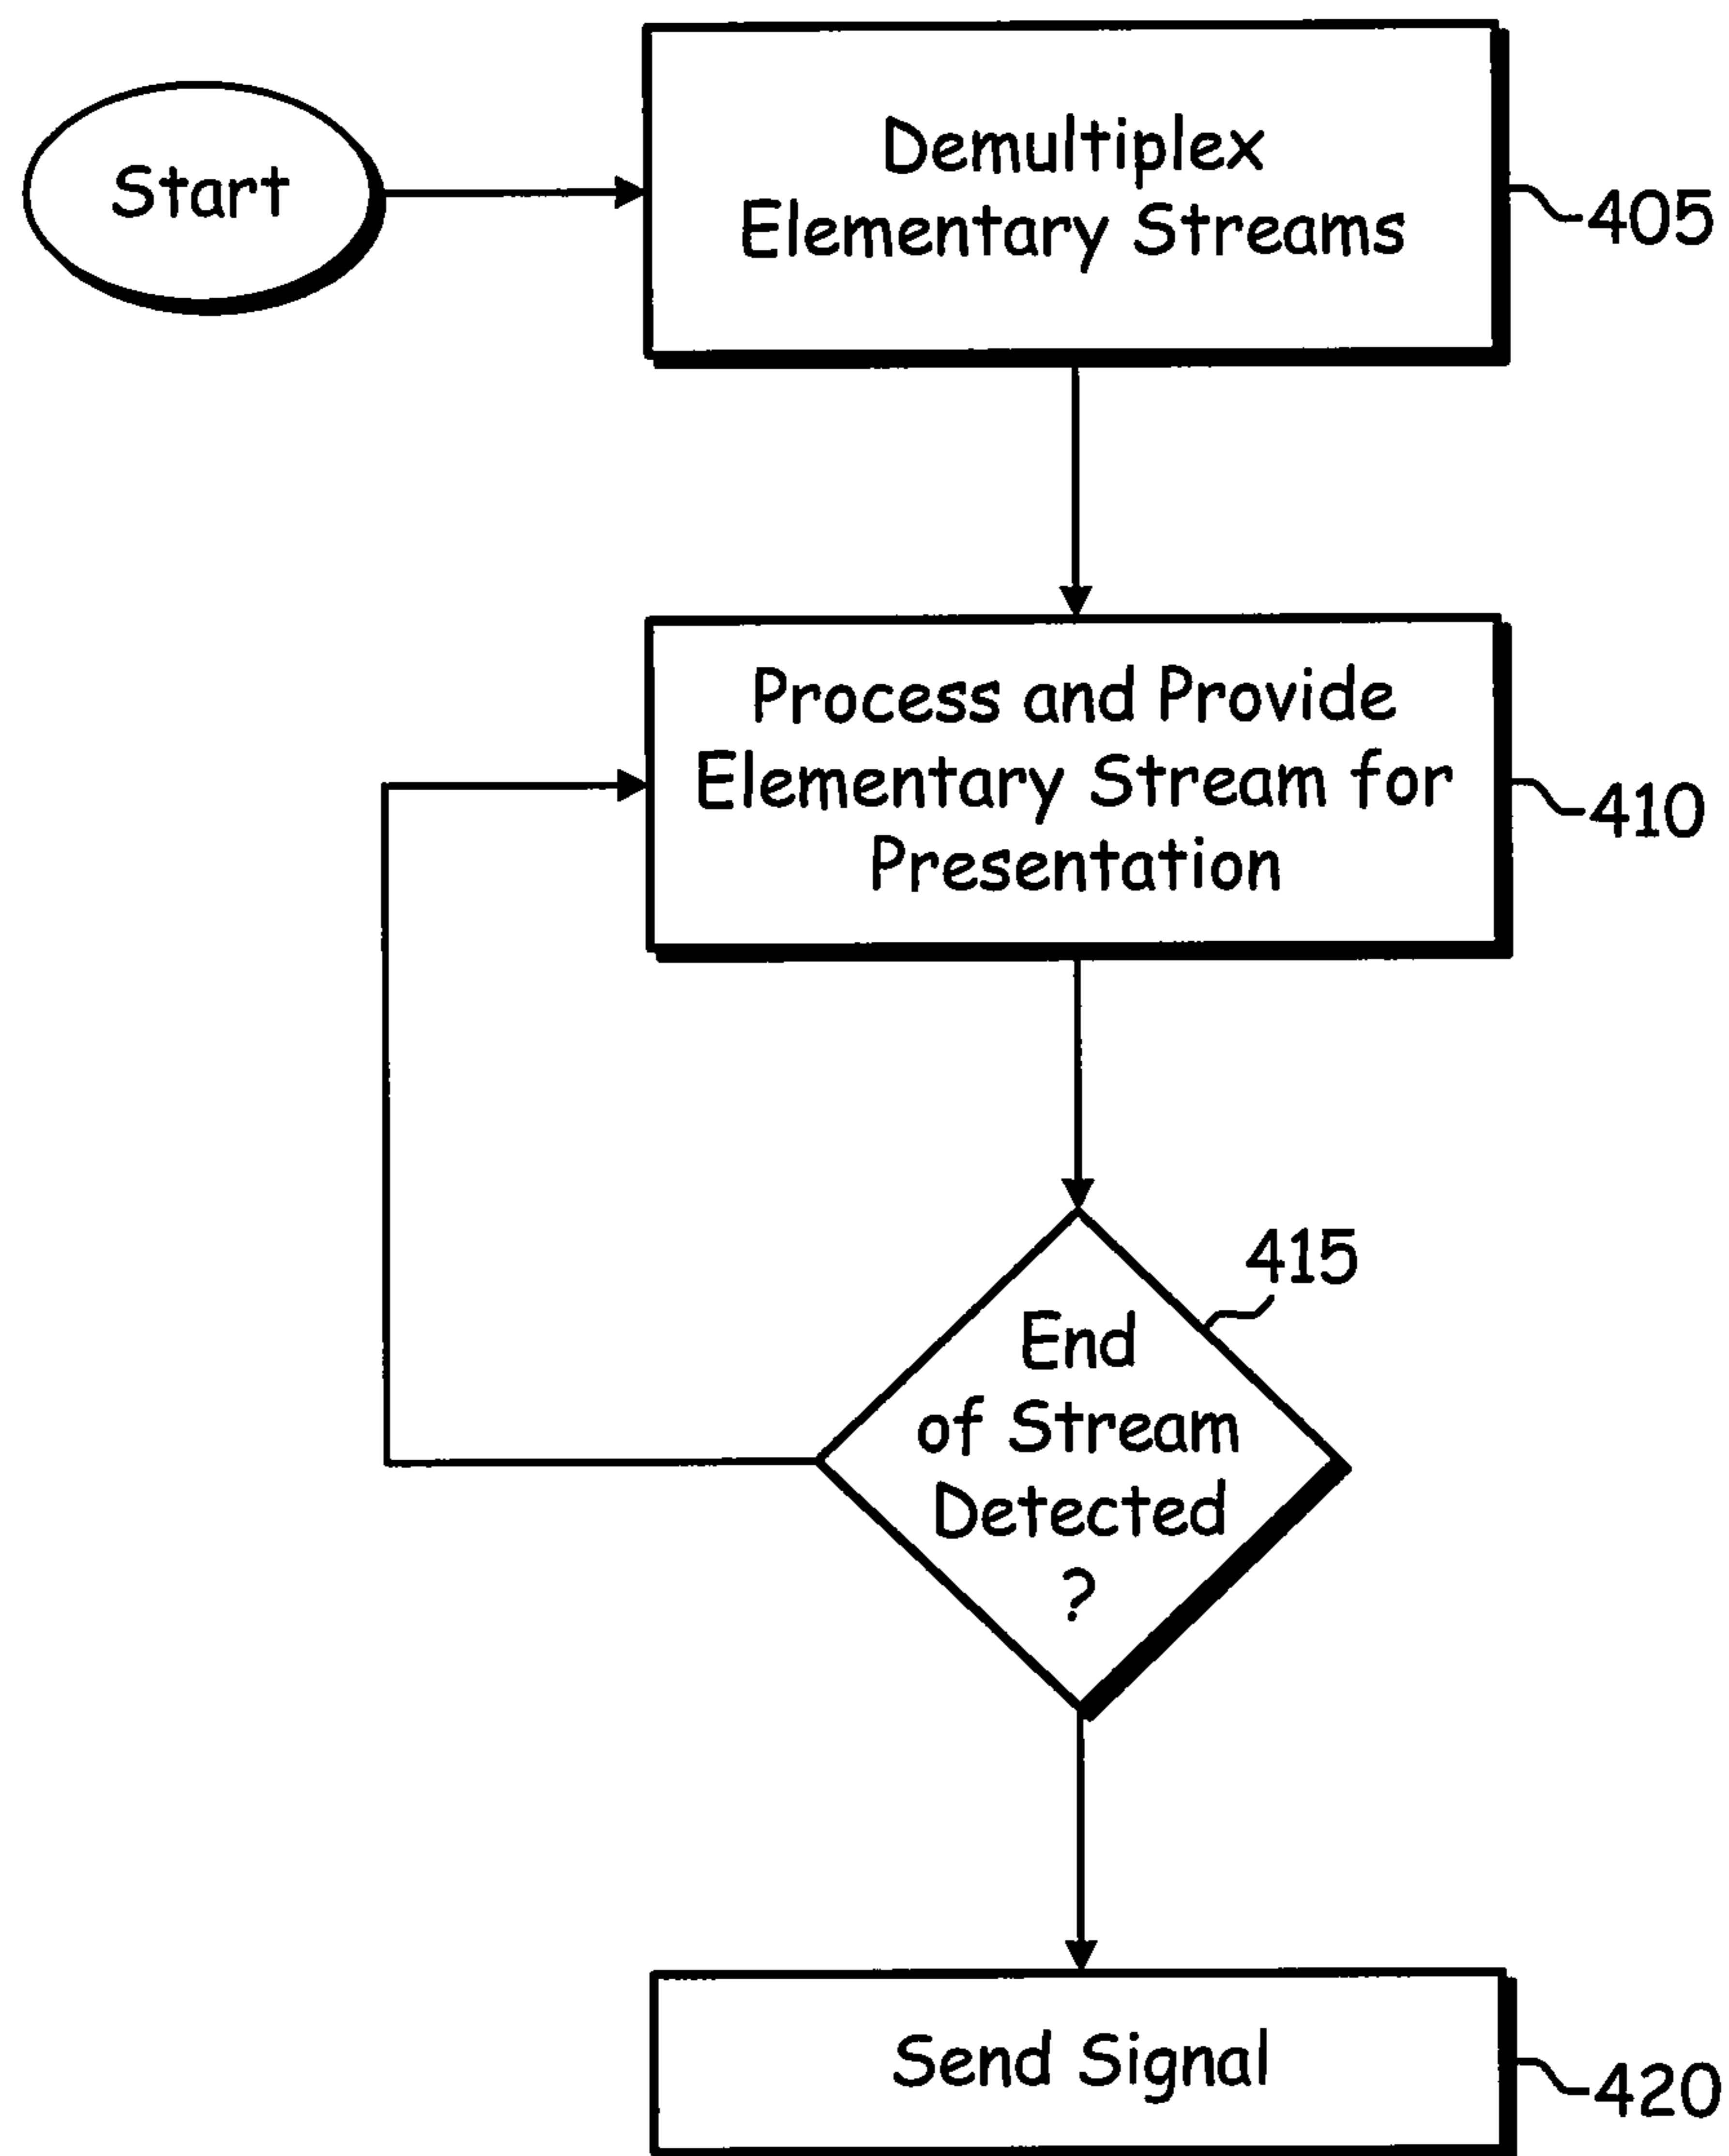 Start
Demultiplex
Elementary Streams
405
Process and Provide
Elementary Stream for
Presentation
410
415
End
of Stream
Detected
?
Send Signal
420